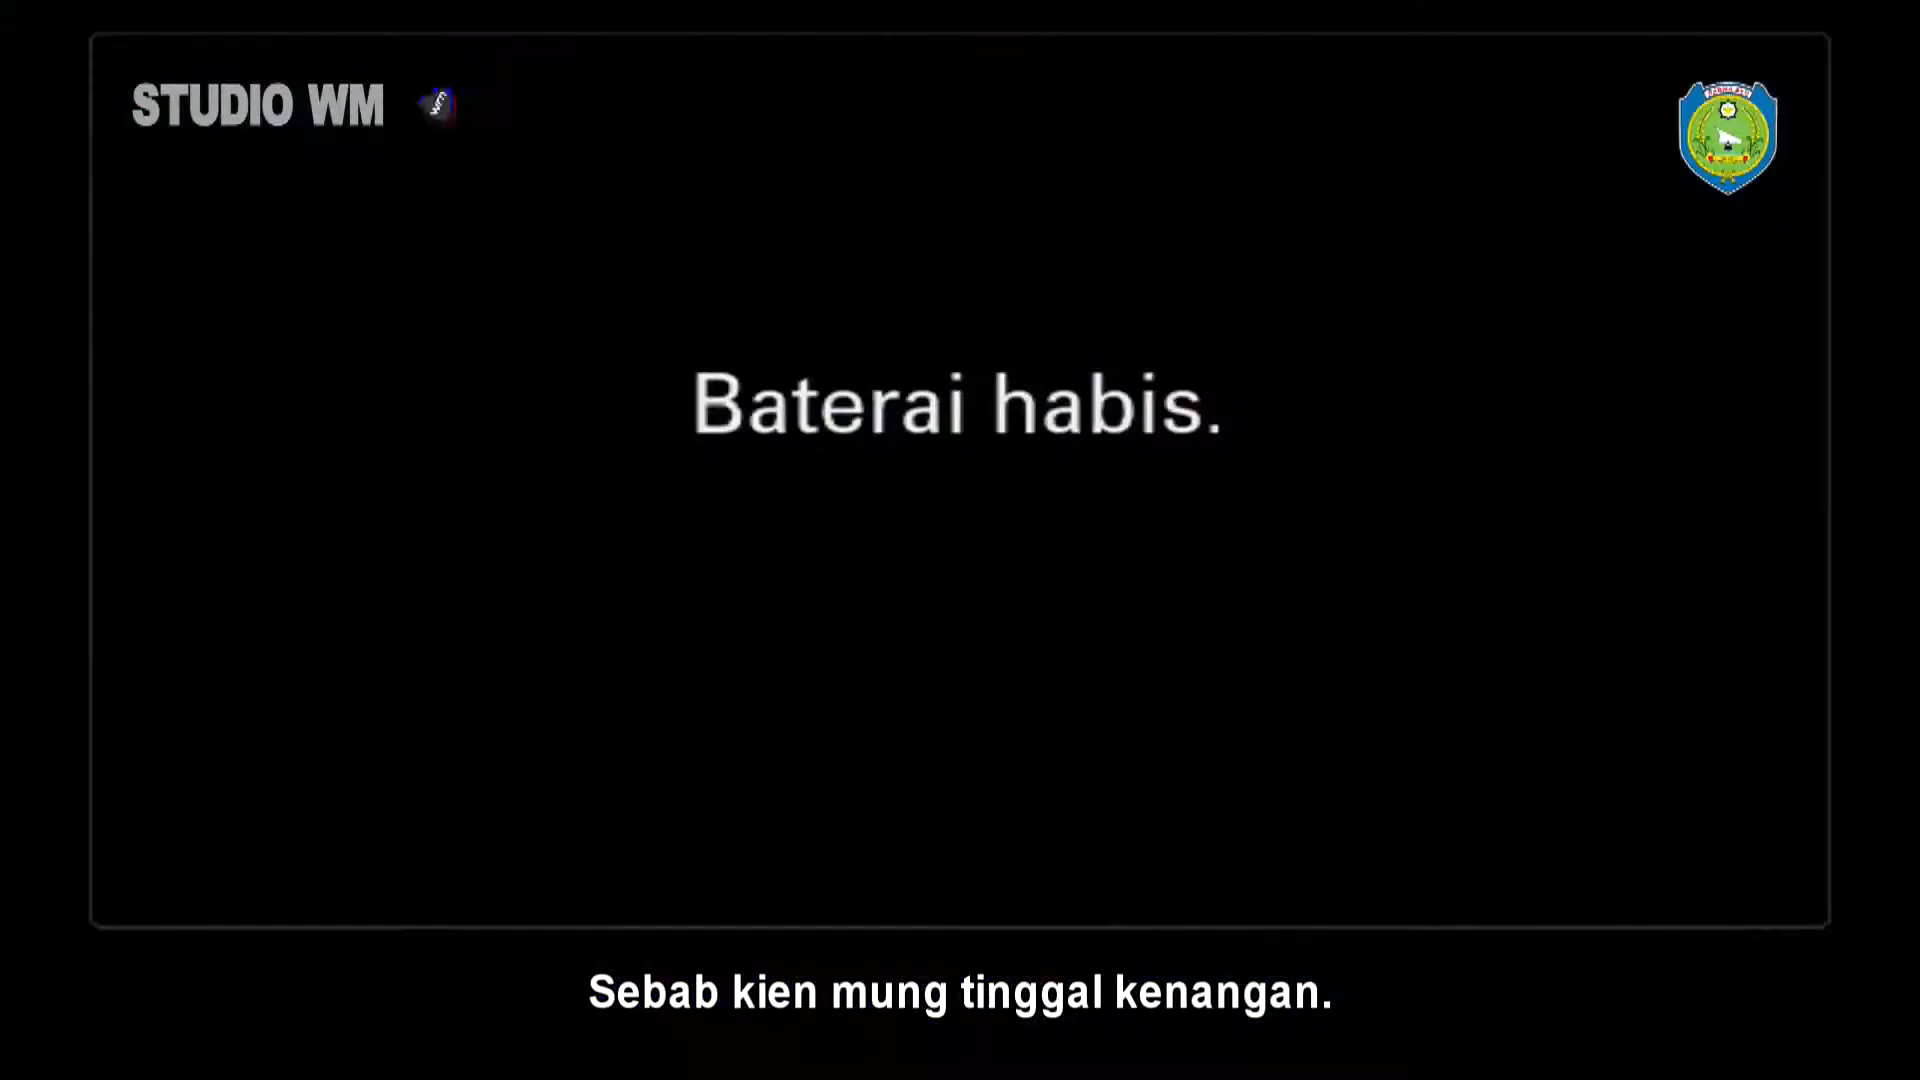 STUDIO WM
Baterai habis.
Sebab kien mung tinggal kenangan.